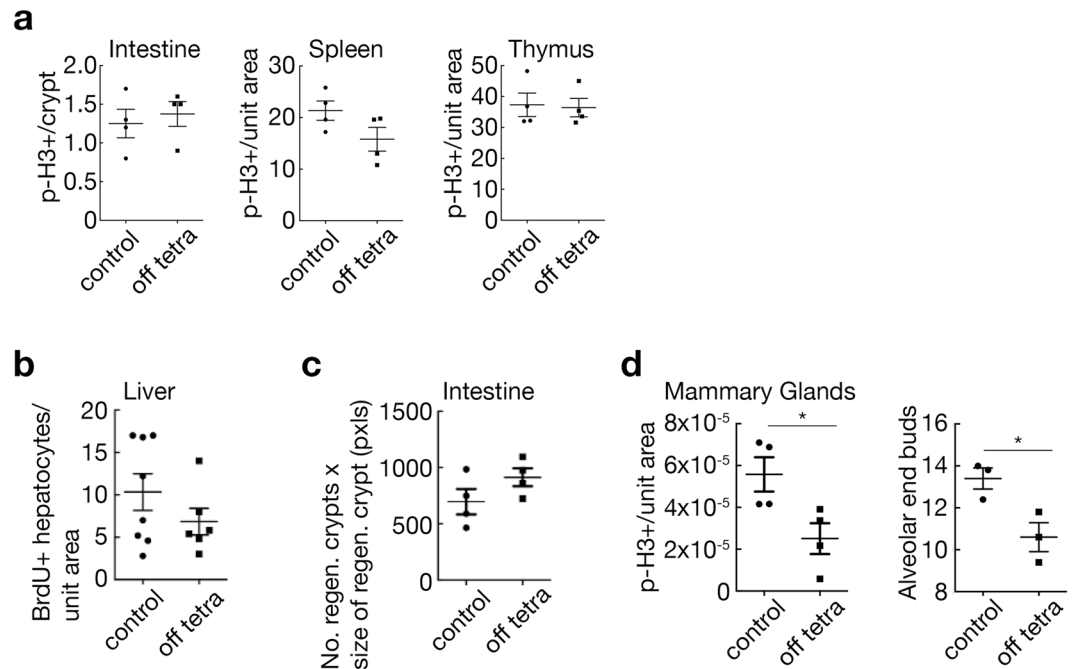 a
Intestine
p-H3+/crypt
2.0
1.5
1.0
0.5
0
control
off tetra
Spleen
p-H3+/unit area
30
20
10
0
control
off tetra
Thymus
p-H3+/unit area
50
40
30
20
10
0
control
off tetra
b
Liver
BrdU+ hepatocytes/
unit area
20
15
10
5
0
control
off tetra
c
Intestine
No. regen. crypts x
size of regen. crypt (pxls)
1500
1000
500
0
control
off tetra
d
Mammary Glands
p-H3+/unit area
8x10-5
6x10-5
4x10-5
2x10-5
0
*
control
off tetra
Alveolar end buds
16
14
12
10
8
*
control
off tetra